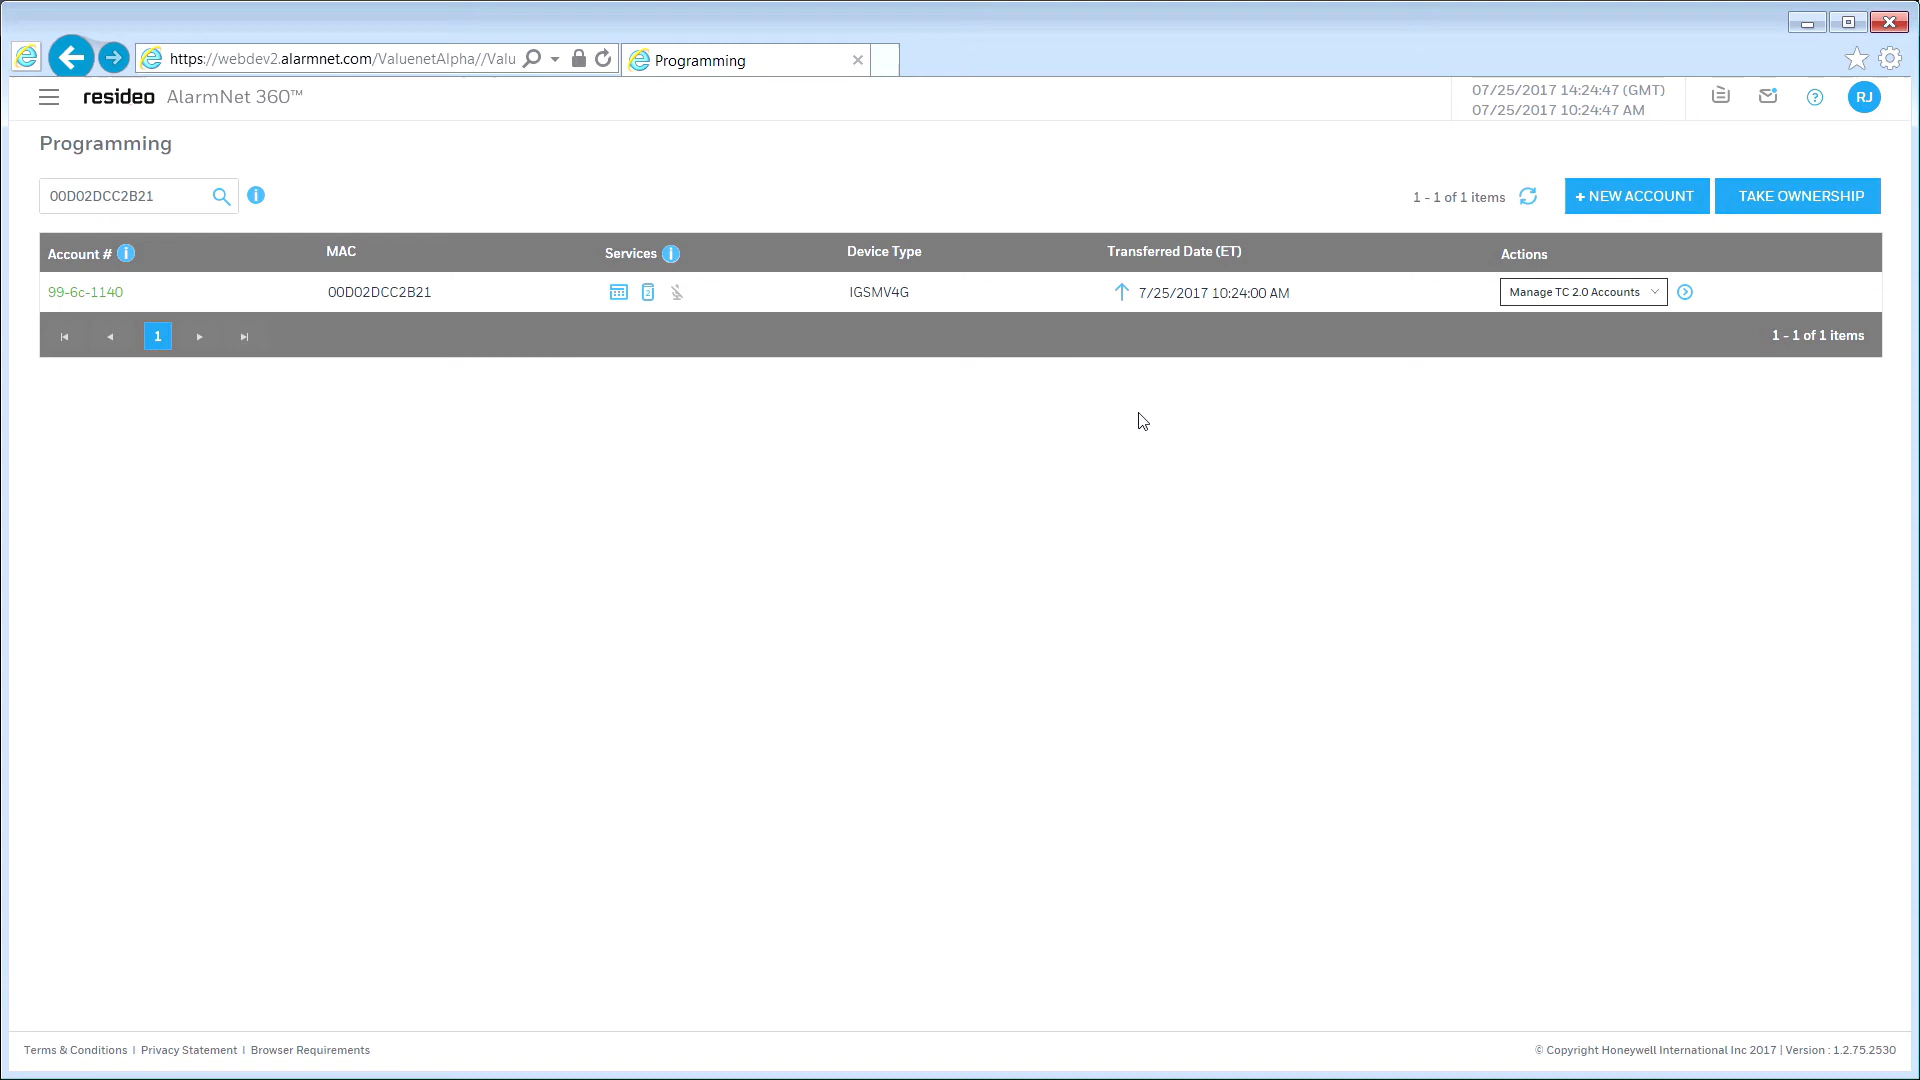 https://webdev2.alarmnet.com/ValuenetAlpha//Valu
Programming
resideo AlarmNet 360™
07/25/2017 14:24:47 (GMT)
07/25/2017 10:24:47 AM
RJ
Programming
00D02DCC2B21
1 - 1 of 1 items
+ NEW ACCOUNT
TAKE OWNERSHIP
Account # MAC Services Device Type Transferred Date (ET) Actions
99-6c-1140 00D02DCC2B21 2 IGSMV4G 7/25/2017 10:24:00 AM Manage TC 2.0 Accounts
1
1 - 1 of 1 items
Terms & Conditions | Privacy Statement | Browser Requirements
© Copyright Honeywell International Inc 2017 | Version : 1.2.75.2530